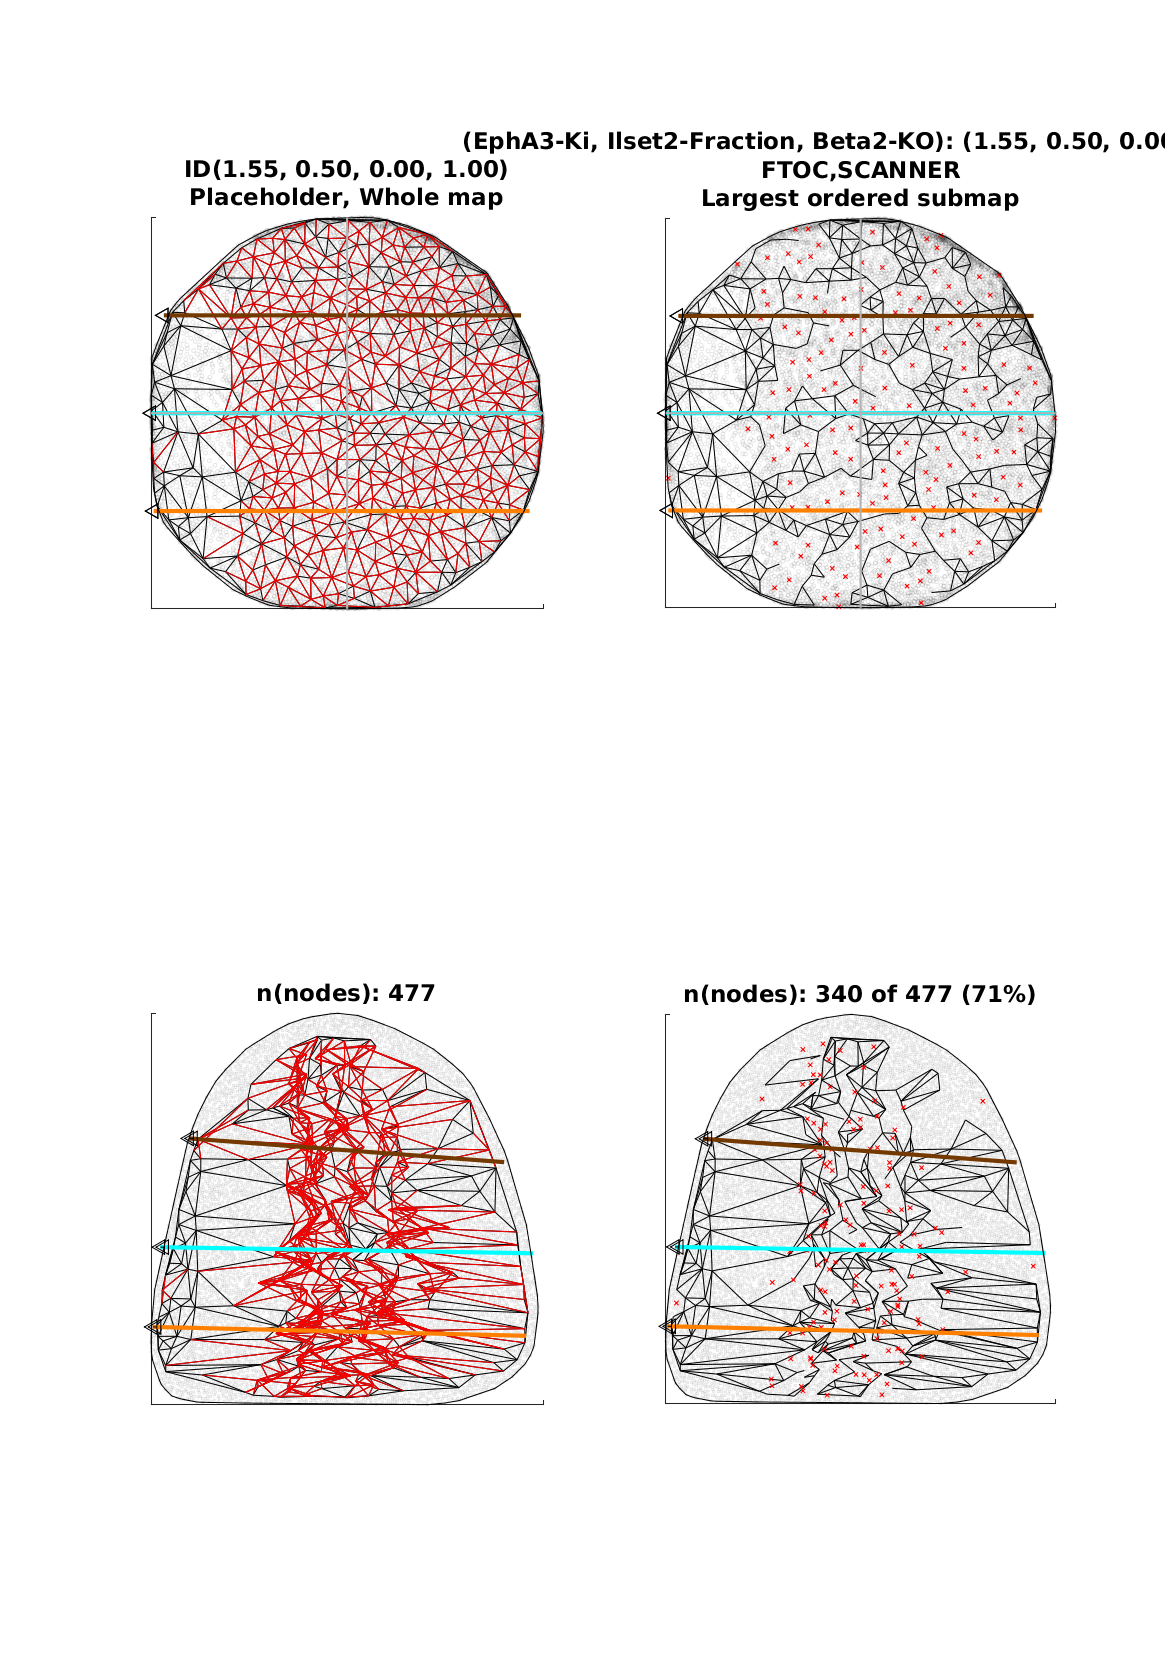 (EphA3-Ki, Ilset2-Fraction, Beta2-KO): (1.55, 0.50, 0.00
ID(1.55, 0.50, 0.00, 1.00)
Placeholder, Whole map
FTOC,SCANNER
Largest ordered submap
n(nodes): 477
n(nodes): 340 of 477 (71%)